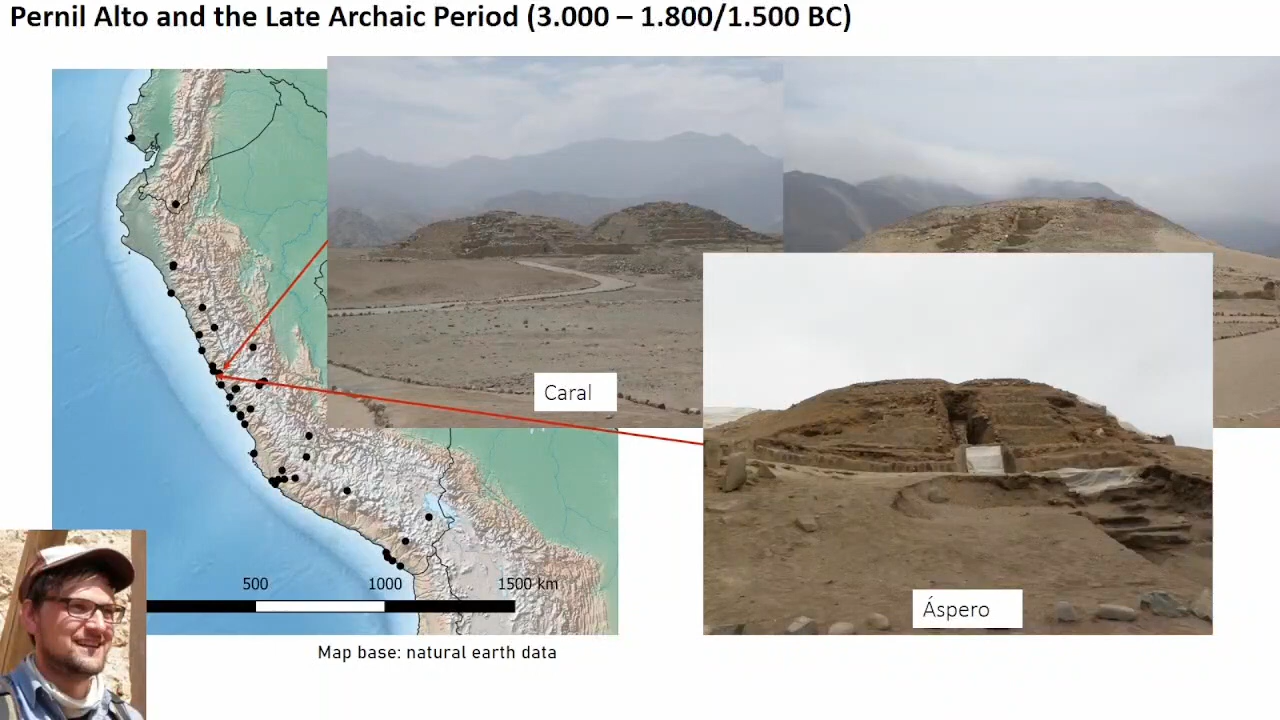 Pernil Alto and the Late Archaic Period (3.000 – 1.800/1.500 BC)
Caral
500 1000 1500 km
Áspero
Map base: natural earth data